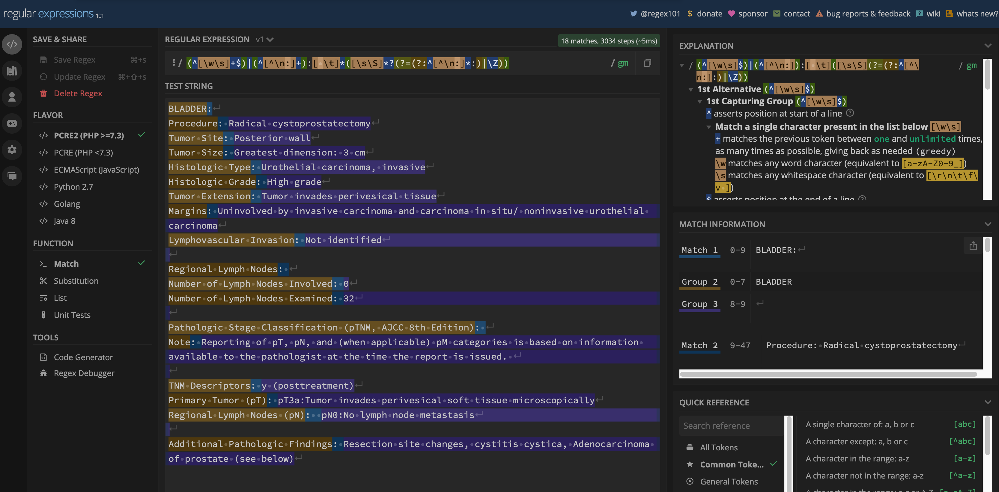 regular expressions 101
@regex101 donate sponsor contact bug reports & feedback wiki whats new?
SAVE & SHARE
Save Regex ⌘+s
Update Regex ⌘+⇧+s
Delete Regex
FLAVOR
PCRE2 (PHP >=7.3)
PCRE (PHP <7.3)
ECMAScript (JavaScript)
Python 2.7
Golang
Java 8
FUNCTION
Match
Substitution
List
Unit Tests
TOOLS
Code Generator
Regex Debugger
REGULAR EXPRESSION v1
18 matches, 3034 steps (~5ms)
/ (^[\w\s]+$)|(^[^\n:]+):[ \t]*([\s\S]*?(?=(?:^[^\n:]*:)|\Z)) / gm
TEST STRING
BLADDER:
Procedure: Radical cystoprostatectomy
Tumor Site: Posterior wall
Tumor Size: Greatest dimension: 3 cm
Histologic Type: Urothelial carcinoma, invasive
Histologic Grade: High grade
Tumor Extension: Tumor invades perivesical tissue
Margins: Uninvolved by invasive carcinoma and carcinoma in situ/ noninvasive urothelial
carcinoma
Lymphovascular Invasion: Not identified
Regional Lymph Nodes:
Number of Lymph Nodes Involved: 0
Number of Lymph Nodes Examined: 32
Pathologic Stage Classification (pTNM, AJCC 8th Edition):
Note: Reporting of pT, pN, and (when applicable) pM categories is based on information
available to the pathologist at the time the report is issued.
TNM Descriptors: y (posttreatment)
Primary Tumor (pT): pT3a:Tumor invades perivesical soft tissue microscopically
Regional Lymph Nodes (pN):  pN0:No lymph node metastasis
Additional Pathologic Findings: Resection site changes, cystitis cystica, Adenocarcinoma
of prostate (see below)
EXPLANATION
/ (^[\w\s]$)|(^[^\n:]):[ \t]([\s\S](?=(?:^[^\ / gm
n:]:)|\Z))
1st Alternative (^[\w\s]$)
1st Capturing Group (^[\w\s]$)
^ asserts position at start of a line
Match a single character present in the list below [\w\s]
+ matches the previous token between one and unlimited times,
as many times as possible, giving back as needed (greedy)
\w matches any word character (equivalent to [a-zA-Z0-9_])
\s matches any whitespace character (equivalent to [\r\n\t\f\
v ])
$ asserts position at the end of a line
MATCH INFORMATION
Match 1 0-9 BLADDER:
Group 2 0-7 BLADDER
Group 3 8-9
Match 2 9-47 Procedure: Radical cystoprostatectomy
QUICK REFERENCE
Search reference
All Tokens
Common Toke...
General Tokens
A single character of: a, b or c [abc]
A character except: a, b or c [^abc]
A character in the range: a-z [a-z]
A character not in the range: a-z [^a-z]